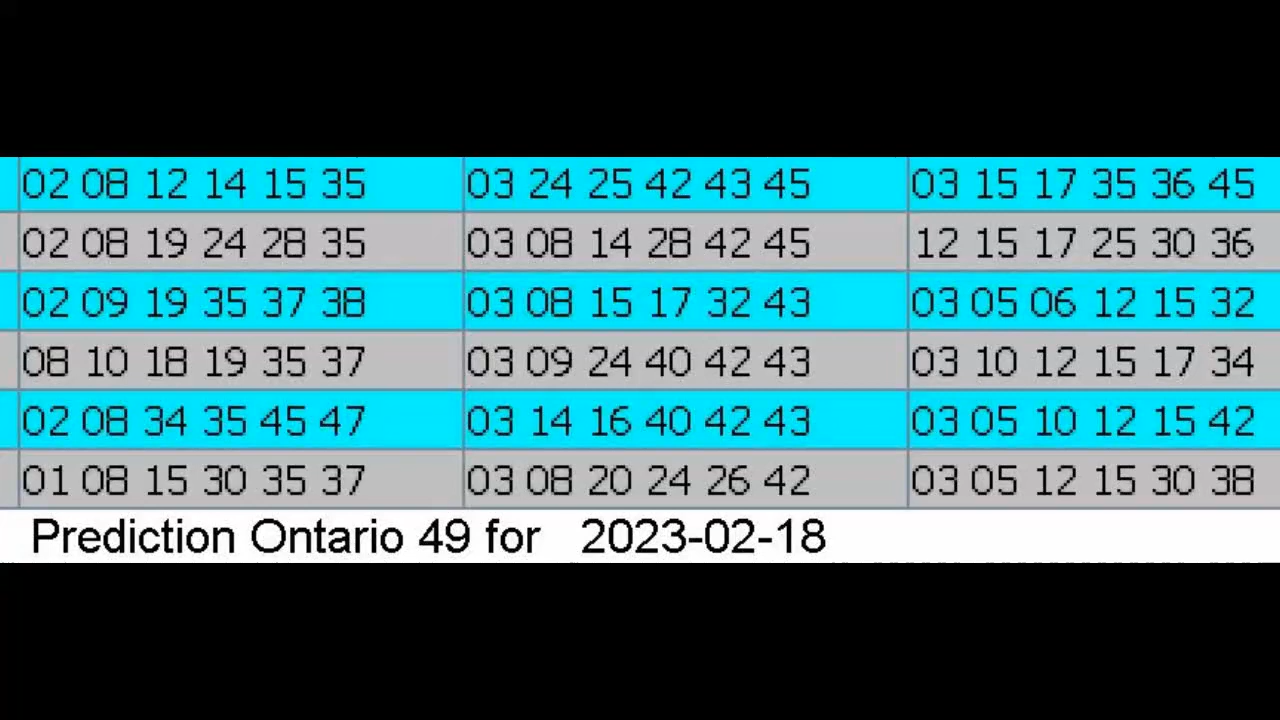 02 08 12 14 15 35 03 24 25 42 43 45 03 15 17 35 36 45
02 08 19 24 28 35 03 08 14 28 42 45 12 15 17 25 30 36
02 09 19 35 37 38 03 08 15 17 32 43 03 05 06 12 15 32
08 10 18 19 35 37 03 09 24 40 42 43 03 10 12 15 17 34
02 08 34 35 45 47 03 14 16 40 42 43 03 05 10 12 15 42
01 08 15 30 35 37 03 08 20 24 26 42 03 05 12 15 30 38
Prediction Ontario 49 for 2023-02-18